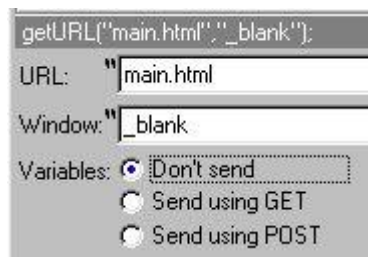 getURL("main.html","_blank");
URL: "main.html
Window: "_blank
Variables: Don't send
Send using GET
Send using POST